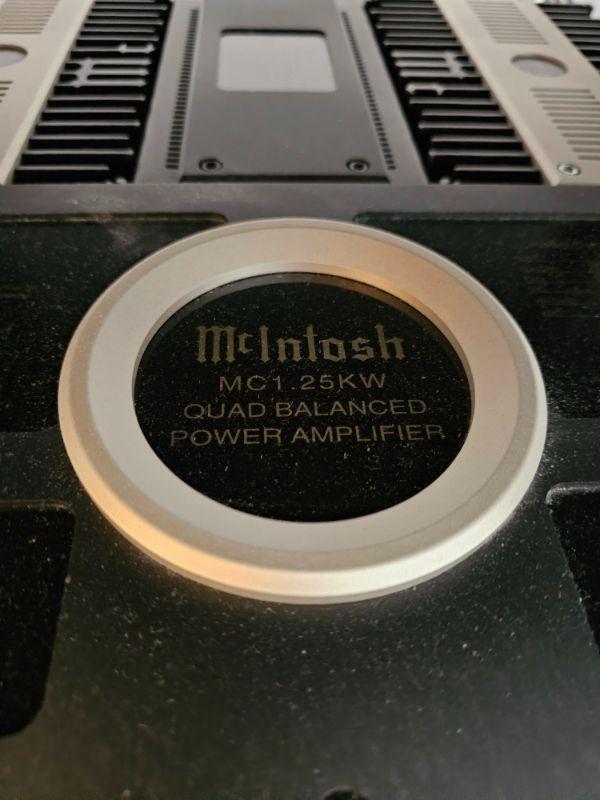 McIntosh
MC1.25KW
QUAD BALANCED
POWER AMPLIFIER